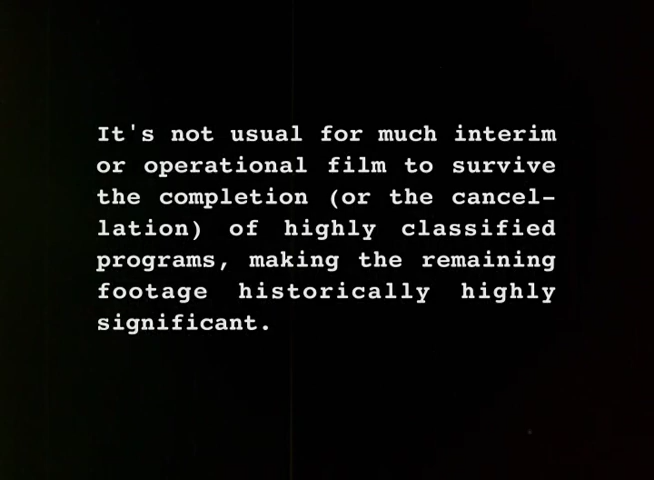 It's not usual for much interim
or operational film to survive
the completion (or the cancel-
lation) of highly classified
programs, making the remaining
footage historically highly
significant.